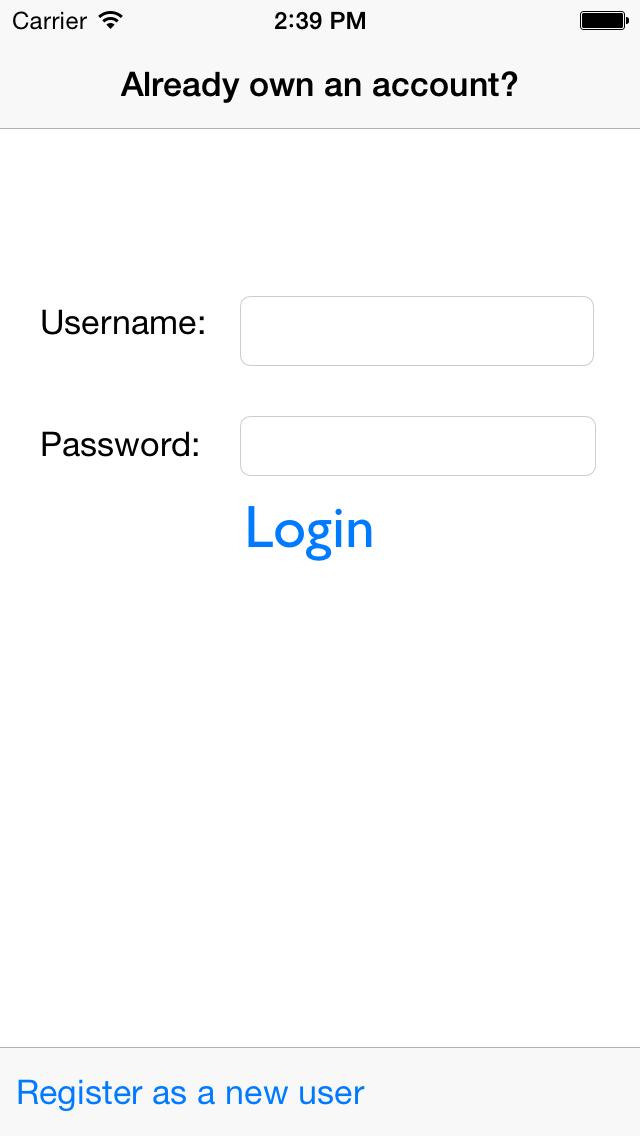 Carrier 2:39 PM
Already own an account?
Username:
Password:
Login
Register as a new user